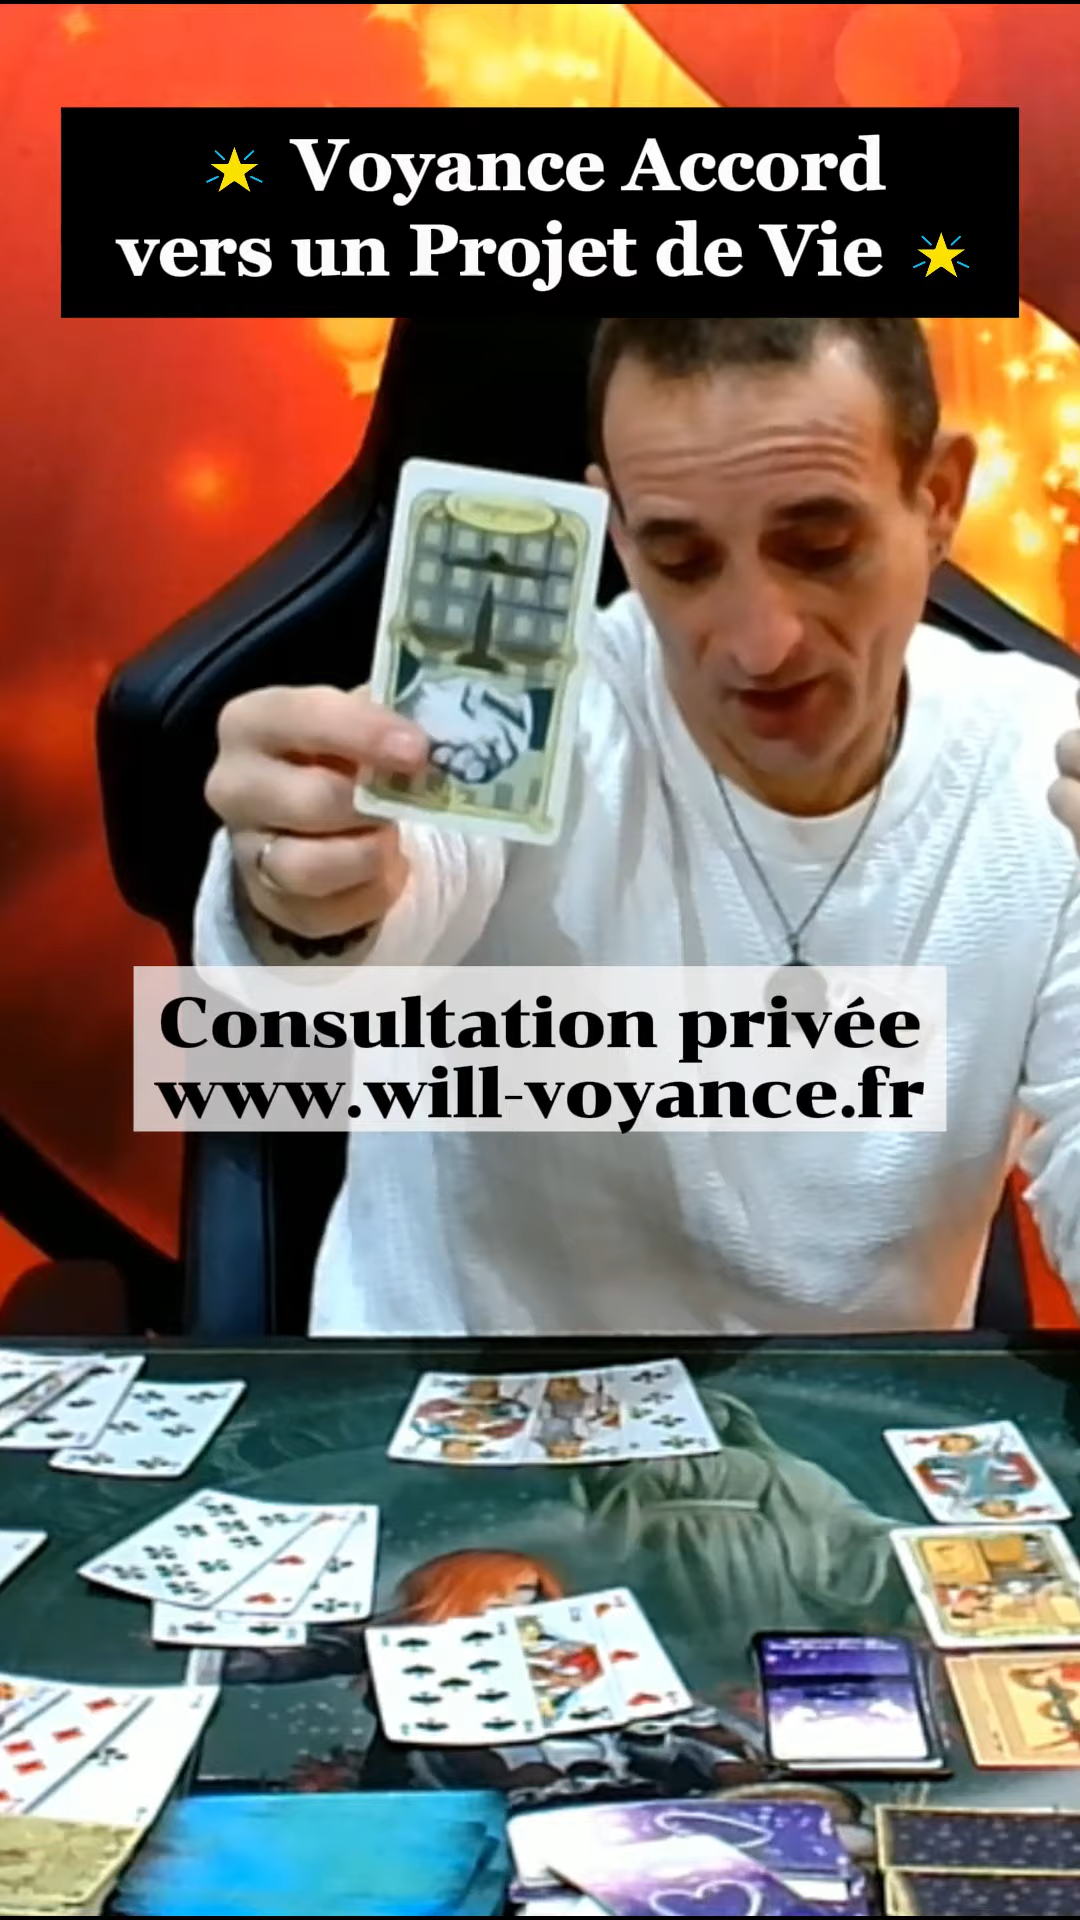 🌟 Voyance Accord
vers un Projet de Vie 🌟
Consultation privée
www.will-voyance.fr